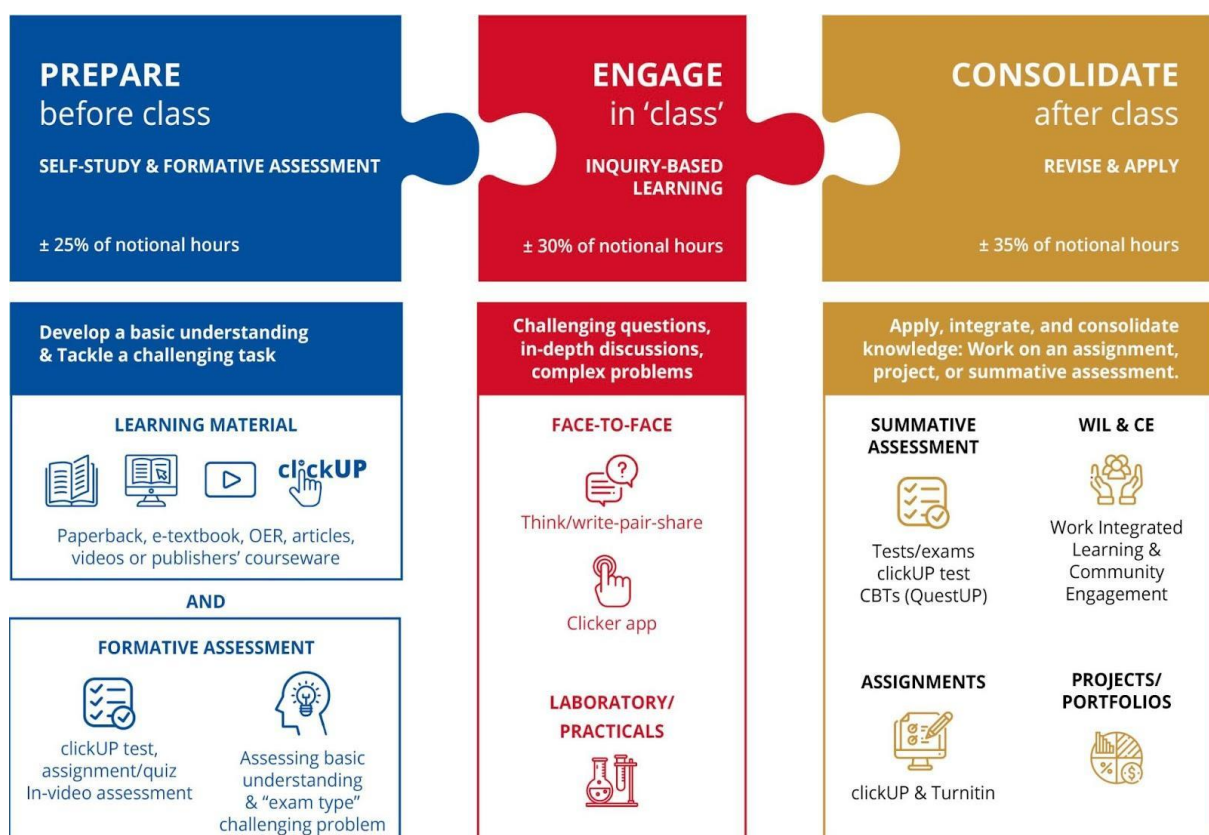 PREPARE
before class
SELF-STUDY & FORMATIVE ASSESSMENT
± 25% of notional hours
Develop a basic understanding
& Tackle a challenging task
LEARNING MATERIAL
clickUP
Paperback, e-textbook, OER, articles,
videos or publishers’ courseware
AND
FORMATIVE ASSESSMENT
clickUP test,
assignment/quiz
In-video assessment
Assessing basic
understanding
& “exam type”
challenging problem
ENGAGE
in ‘class’
INQUIRY-BASED
LEARNING
± 30% of notional hours
Challenging questions,
in-depth discussions,
complex problems
FACE-TO-FACE
?
Think/write-pair-share
Clicker app
LABORATORY/
PRACTICALS
CONSOLIDATE
after class
REVISE & APPLY
± 35% of notional hours
Apply, integrate, and consolidate
knowledge: Work on an assignment,
project, or summative assessment.
SUMMATIVE
ASSESSMENT
Tests/exams
clickUP test
CBTs (QuestUP)
WIL & CE
Work Integrated
Learning &
Community
Engagement
ASSIGNMENTS
clickUP & Turnitin
PROJECTS/
PORTFOLIOS
% $